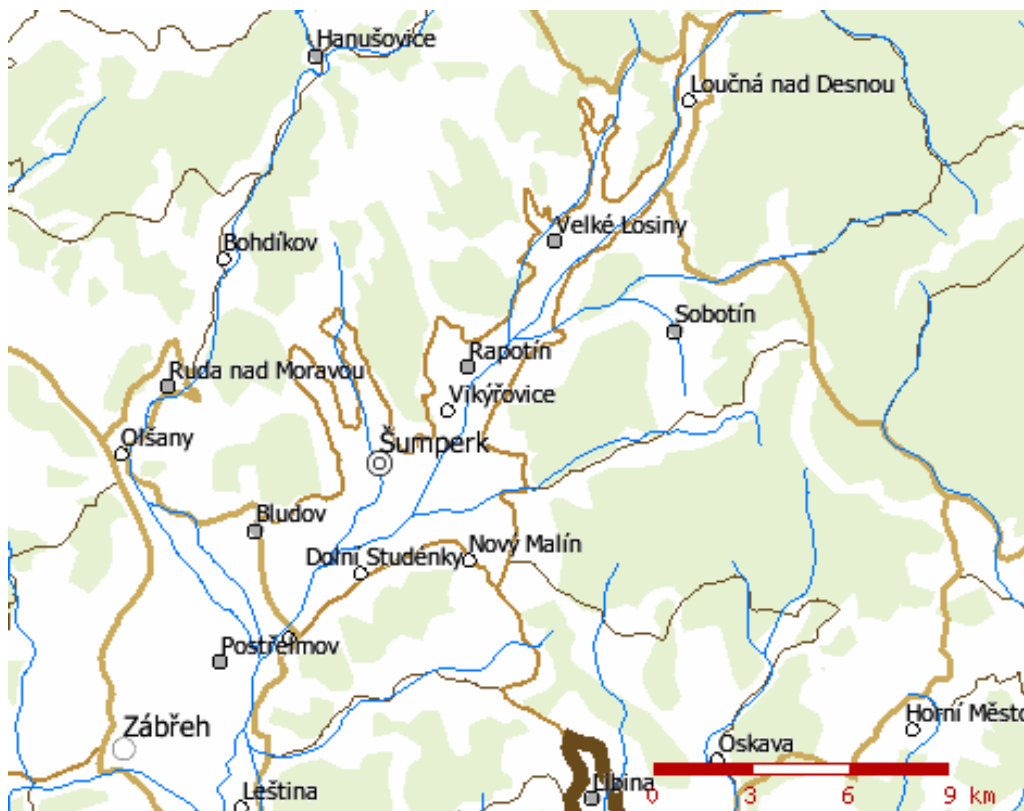 Hanušovice
Loučná nad Desnou
Velké Losiny
Bohdíkov
Sobotín
Rapotín
Ruda nad Moravou
Vikýřovice
Olšany
Šumperk
Bludov
Nový Malín
Dolní Studénky
Postřelmov
Zábřeh
Horní Město
Oskava
Libina
Leština
0 3 6 9 km